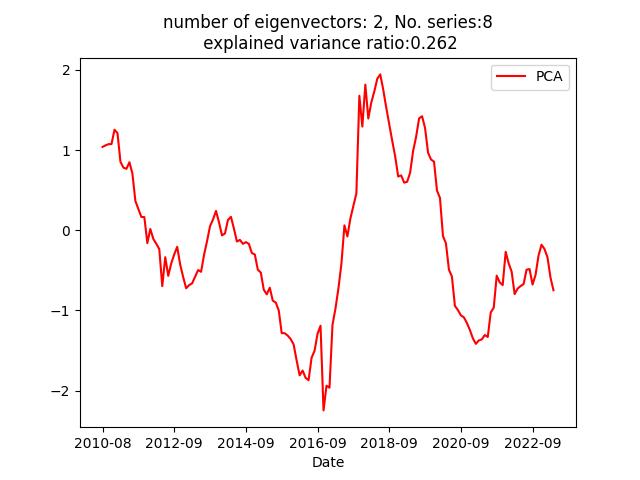 number of eigenvectors: 2, No. series:8
explained variance ratio:0.262
PCA
2
1
0
−1
−2
2010-08 2012-09 2014-09 2016-09 2018-09 2020-09 2022-09
Date